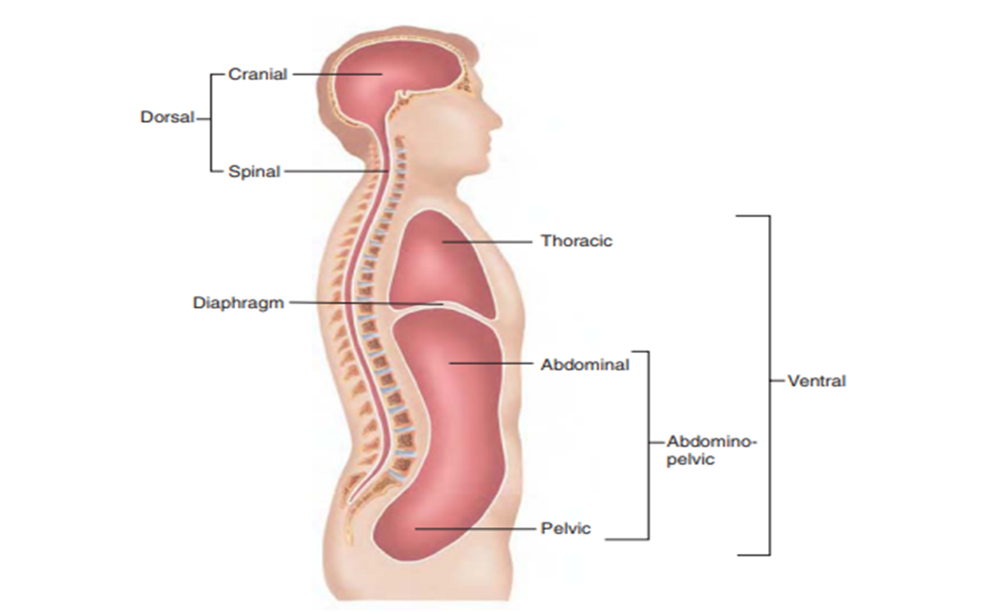 Cranial
Dorsal
Spinal
Thoracic
Diaphragm
Abdominal
Ventral
Abdomino-
pelvic
Pelvic